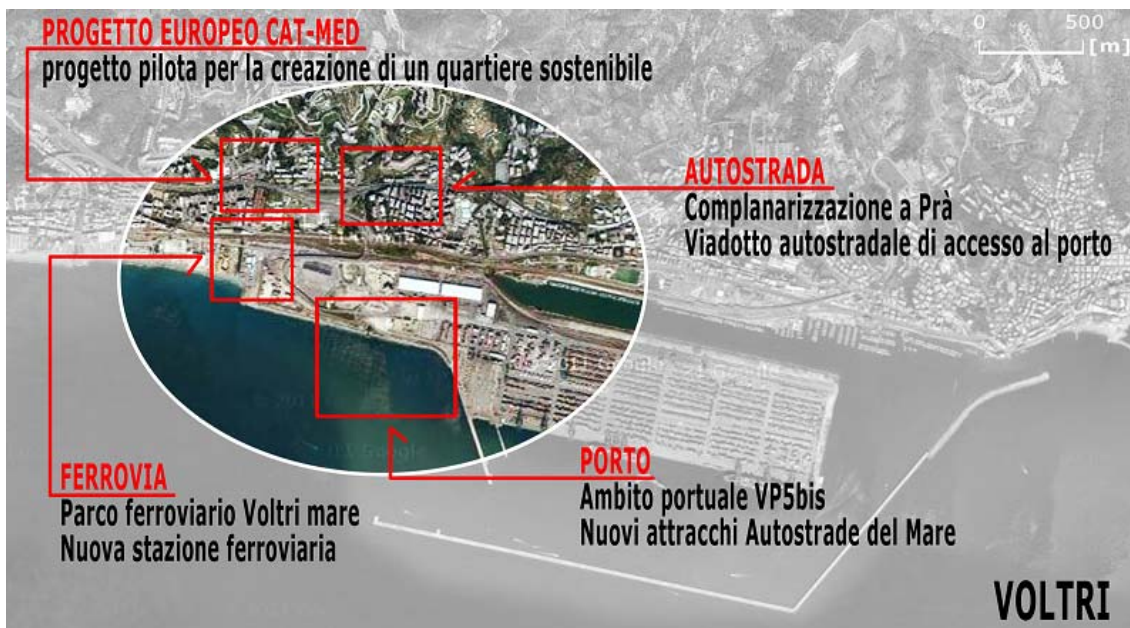 PROGETTO EUROPEO CAT-MED
progetto pilota per la creazione di un quartiere sostenibile
0 500
[m]
AUTOSTRADA
Complanarizzazione a Prà
Viadotto autostradale di accesso al porto
FERROVIA
Parco ferroviario Voltri mare
Nuova stazione ferroviaria
PORTO
Ambito portuale VP5bis
Nuovi attracchi Autostrade del Mare
VOLTRI